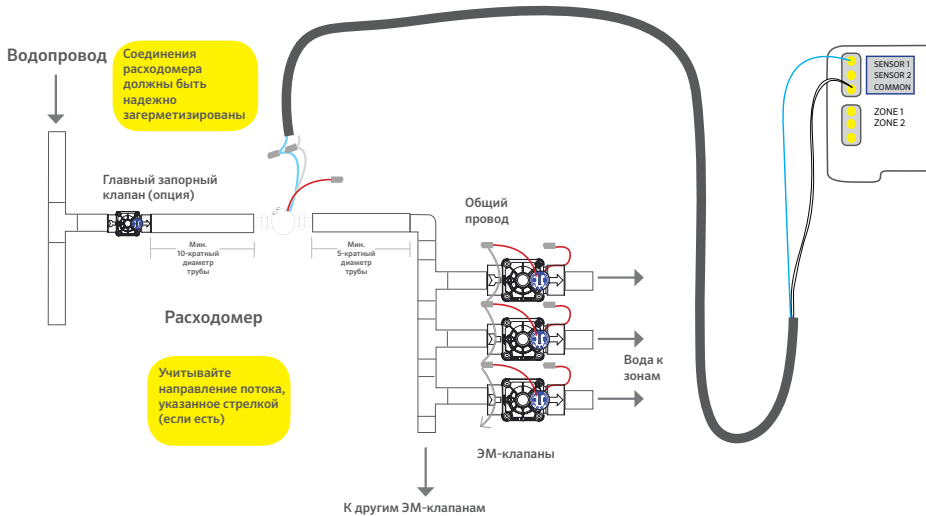 Водопровод
Соединения
расходомера
должны быть
надежно
загерметизированы
SENSOR 1
SENSOR 2
COMMON
ZONE 1
ZONE 2
Главный запорный
клапан (опция)
Общий
провод
Мин.
10-кратный
диаметр
трубы
Мин.
5-кратный
диаметр
трубы
Расходомер
Учитывайте
направление потока,
указанное стрелкой
(если есть)
Вода к
зонам
ЭМ-клапаны
К другим ЭМ-клапанам